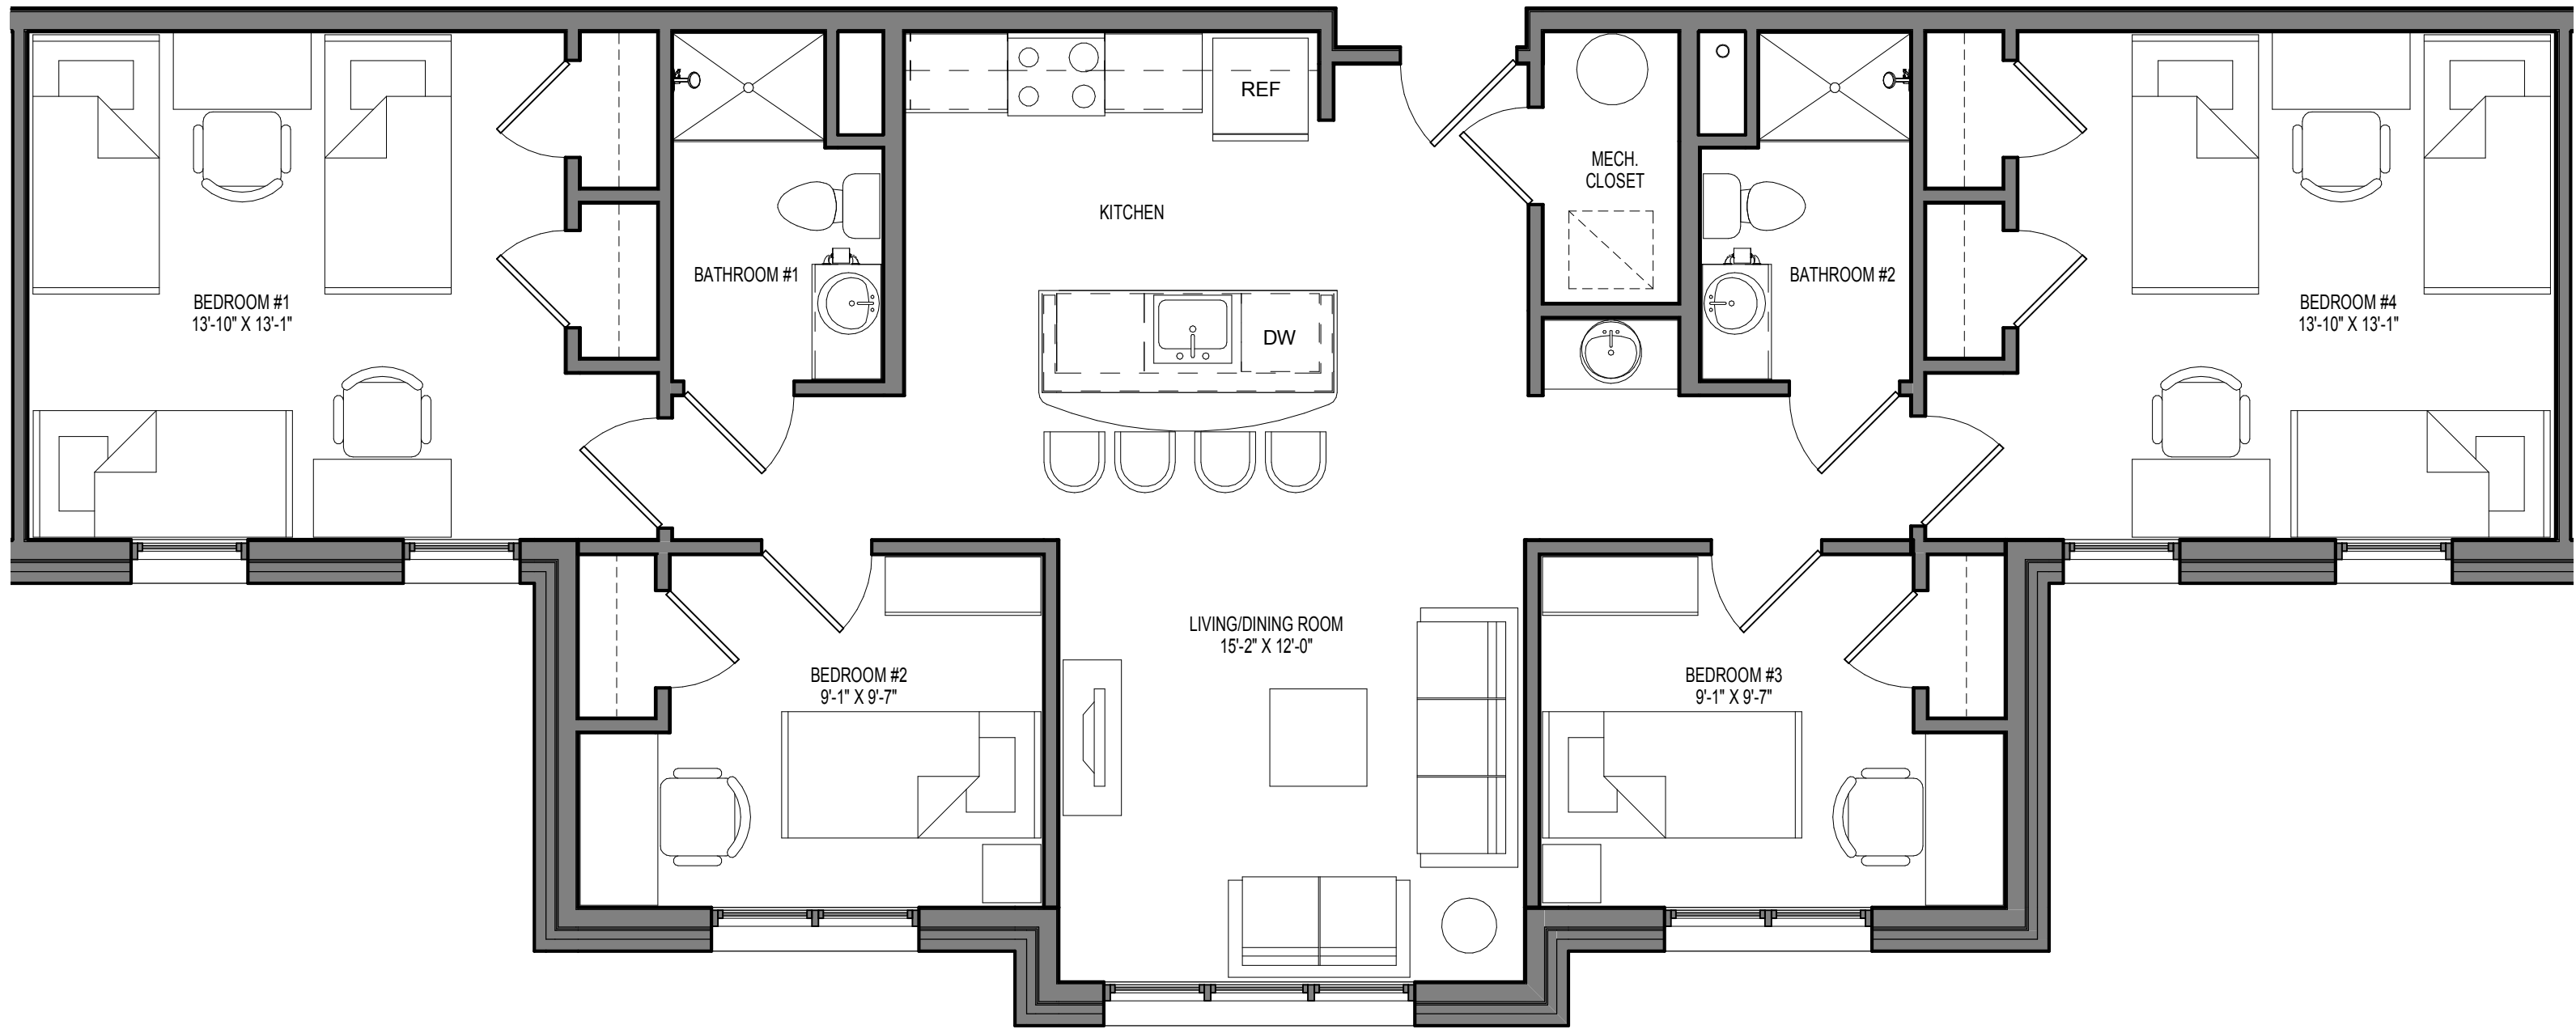 REF
MECH.
CLOSET
KITCHEN
BATHROOM #1
BATHROOM #2
BEDROOM #1
13'-10" X 13'-1"
DW
BEDROOM #4
13'-10" X 13'-1"
LIVING/DINING ROOM
15'-2" X 12'-0"
BEDROOM #2
9'-1" X 9'-7"
BEDROOM #3
9'-1" X 9'-7"